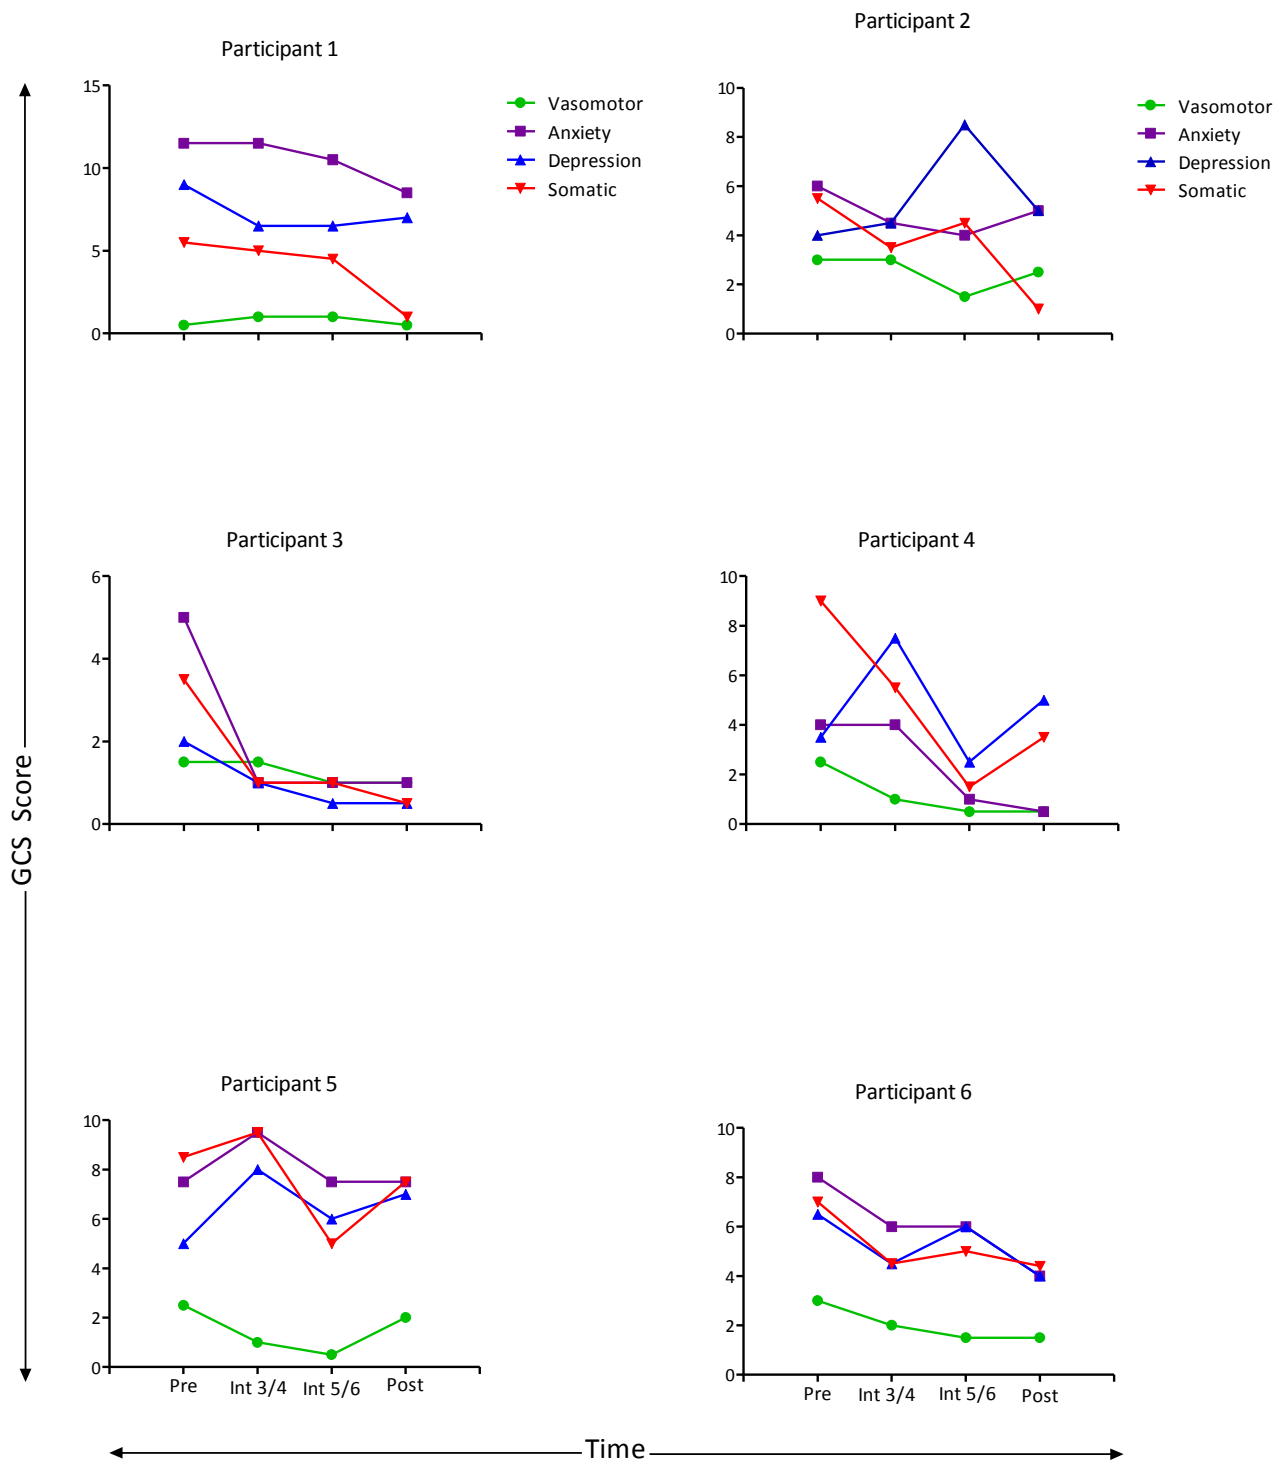 Participant 1
15
10
5
0
Vasomotor
Anxiety
Depression
Somatic
Participant 2
10
8
6
4
2
0
Vasomotor
Anxiety
Depression
Somatic
Participant 3
6
4
2
0
Participant 4
10
8
6
4
2
0
GCS Score
Participant 5
10
8
6
4
2
0
Pre Int 3/4 Int 5/6 Post
Participant 6
10
8
6
4
2
0
Pre Int 3/4 Int 5/6 Post
Time